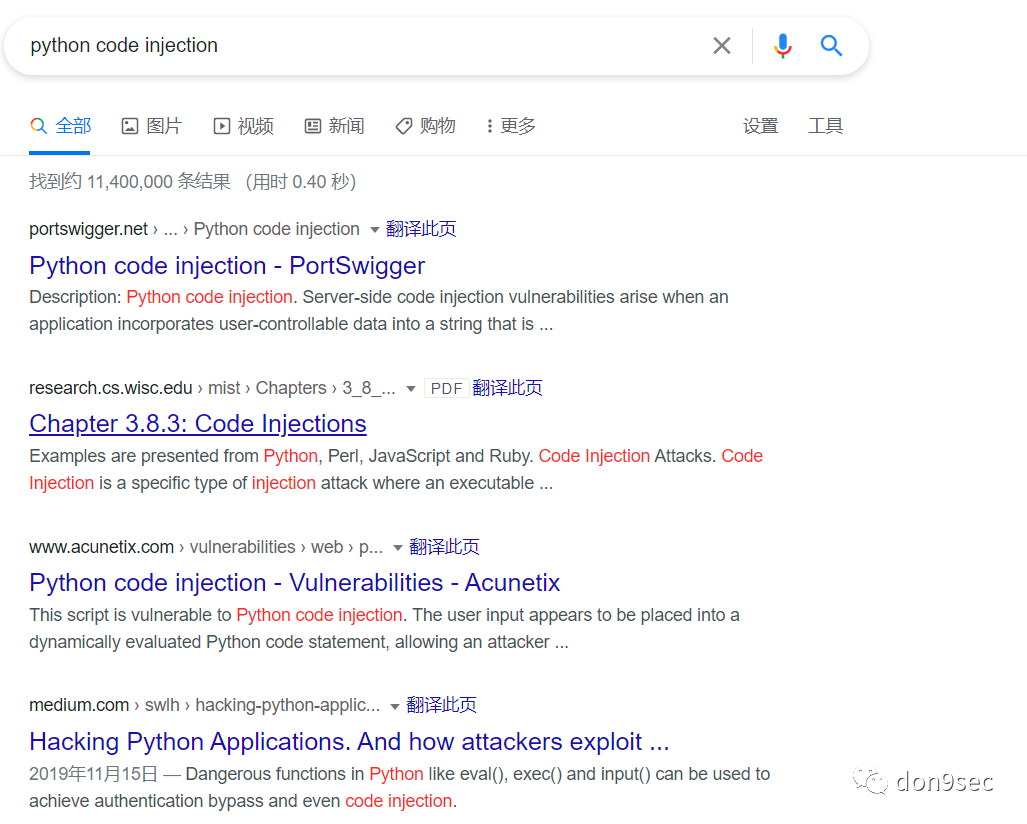 python code injection
全部 图片 视频 新闻 购物 更多 设置 工具
找到约 11,400,000 条结果 （用时 0.40 秒）
portswigger.net › ... › Python code injection 翻译此页
Python code injection - PortSwigger
Description: Python code injection. Server-side code injection vulnerabilities arise when an
application incorporates user-controllable data into a string that is ...
research.cs.wisc.edu › mist › Chapters › 3_8_... PDF 翻译此页
Chapter 3.8.3: Code Injections
Examples are presented from Python, Perl, JavaScript and Ruby. Code Injection Attacks. Code
Injection is a specific type of injection attack where an executable ...
www.acunetix.com › vulnerabilities › web › p... 翻译此页
Python code injection - Vulnerabilities - Acunetix
This script is vulnerable to Python code injection. The user input appears to be placed into a
dynamically evaluated Python code statement, allowing an attacker ...
medium.com › swlh › hacking-python-applic... 翻译此页
Hacking Python Applications. And how attackers exploit ...
2019年11月15日 — Dangerous functions in Python like eval(), exec() and input() can be used to
achieve authentication bypass and even code injection.
don9sec